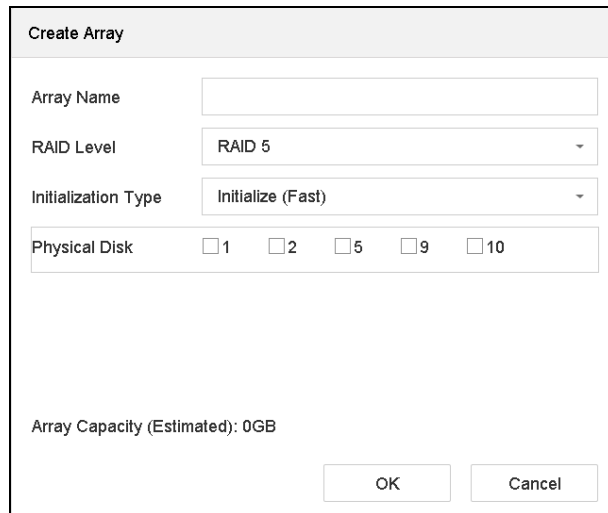 Create Array
Array Name
RAID Level RAID 5
Initialization Type Initialize (Fast)
Physical Disk 1 2 5 9 10
Array Capacity (Estimated): 0GB
OK Cancel